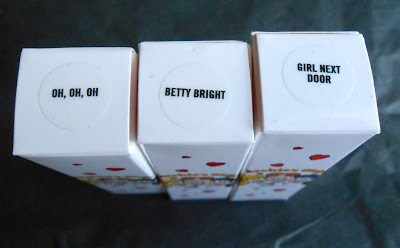 OH, OH, OH
BETTY BRIGHT
GIRL NEXT
DOOR